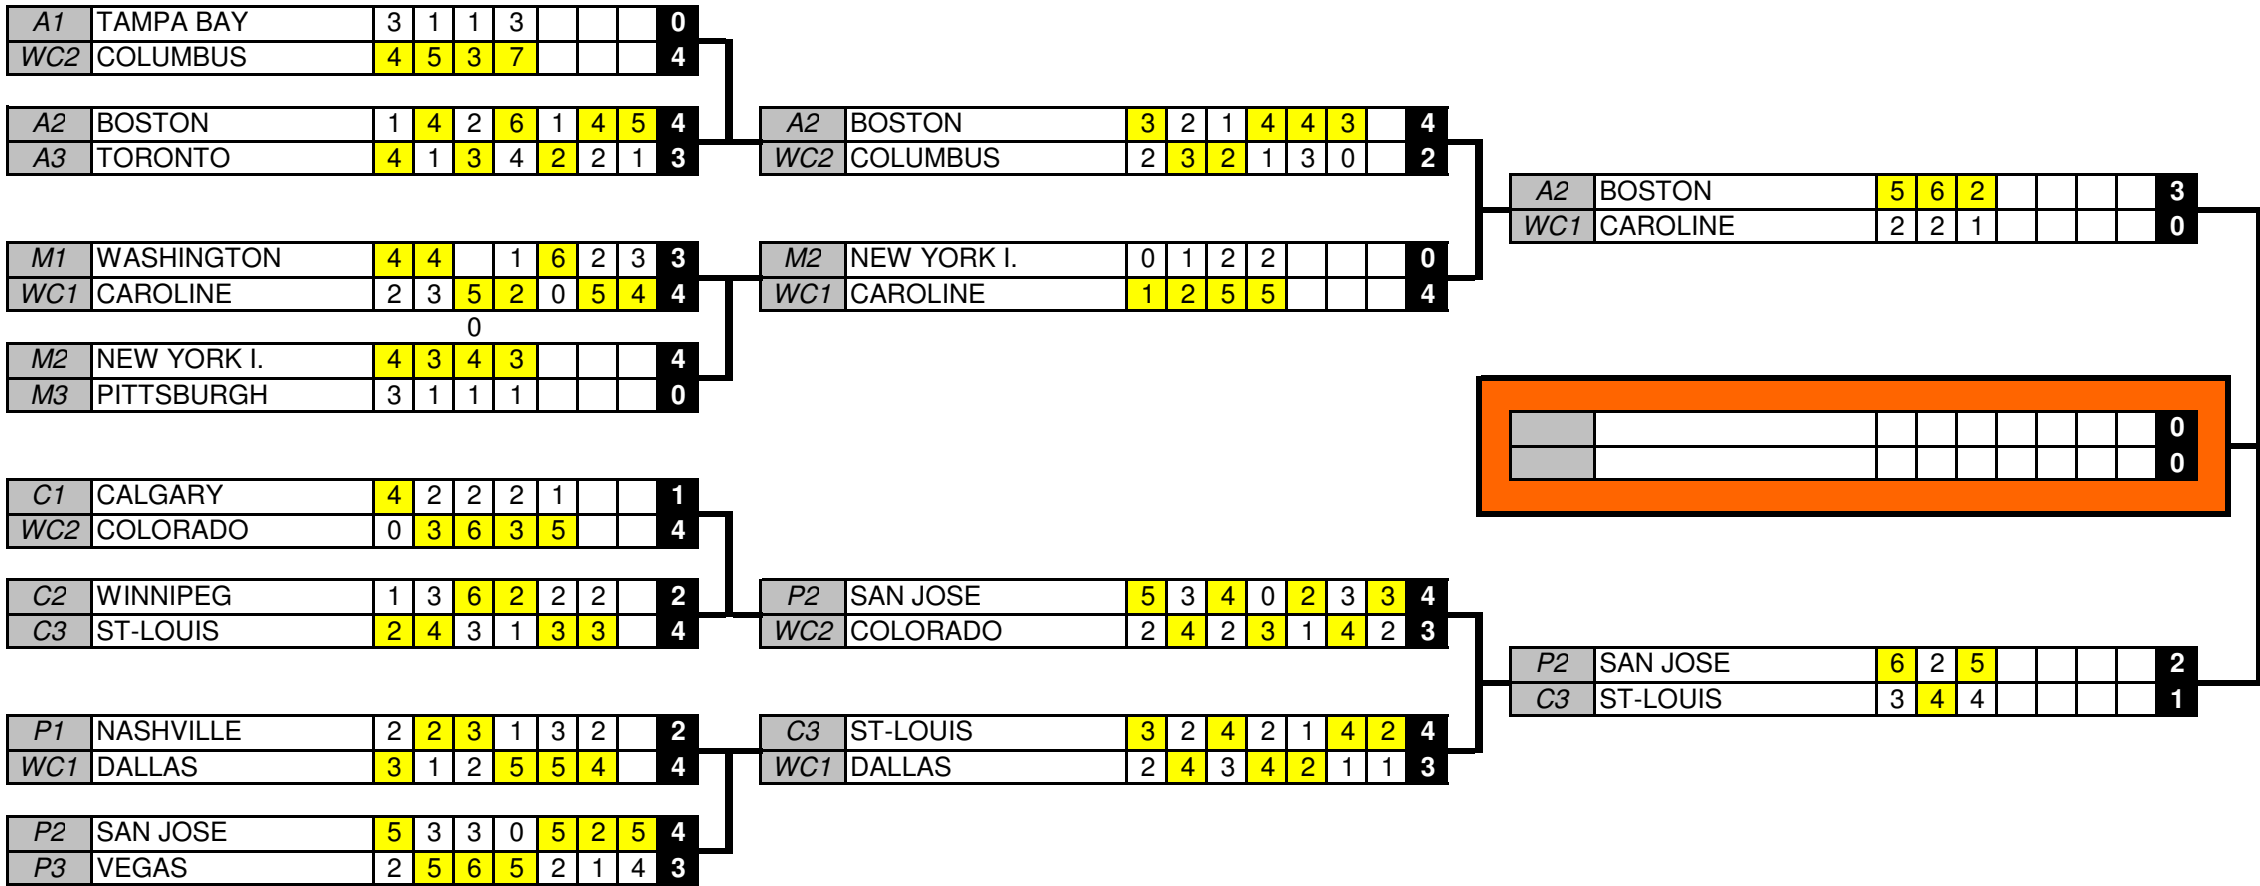 A1 TAMPA BAY 3 1 1 3 0
WC2 COLUMBUS 4 5 3 7 4
A2 BOSTON 1 4 2 6 1 4 5 4
A3 TORONTO 4 1 3 4 2 2 1 3
M1 WASHINGTON 4 4 1 6 2 3 3
WC1 CAROLINE 2 3 5 2 0 5 4 4
0
M2 NEW YORK I. 4 3 4 3 4
M3 PITTSBURGH 3 1 1 1 0
C1 CALGARY 4 2 2 2 1 1
WC2 COLORADO 0 3 6 3 5 4
C2 WINNIPEG 1 3 6 2 2 2 2
C3 ST-LOUIS 2 4 3 1 3 3 4
P1 NASHVILLE 2 2 3 1 3 2 2
WC1 DALLAS 3 1 2 5 5 4 4
P2 SAN JOSE 5 3 3 0 5 2 5 4
P3 VEGAS 2 5 6 5 2 1 4 3
A2 BOSTON 3 2 1 4 4 3 4
WC2 COLUMBUS 2 3 2 1 3 0 2
M2 NEW YORK I. 0 1 2 2 0
WC1 CAROLINE 1 2 5 5 4
P2 SAN JOSE 5 3 4 0 2 3 3 4
WC2 COLORADO 2 4 2 3 1 4 2 3
C3 ST-LOUIS 3 2 4 2 1 4 2 4
WC1 DALLAS 2 4 3 4 2 1 1 3
A2 BOSTON 5 6 2 3
WC1 CAROLINE 2 2 1 0
0
0
P2 SAN JOSE 6 2 5 2
C3 ST-LOUIS 3 4 4 1